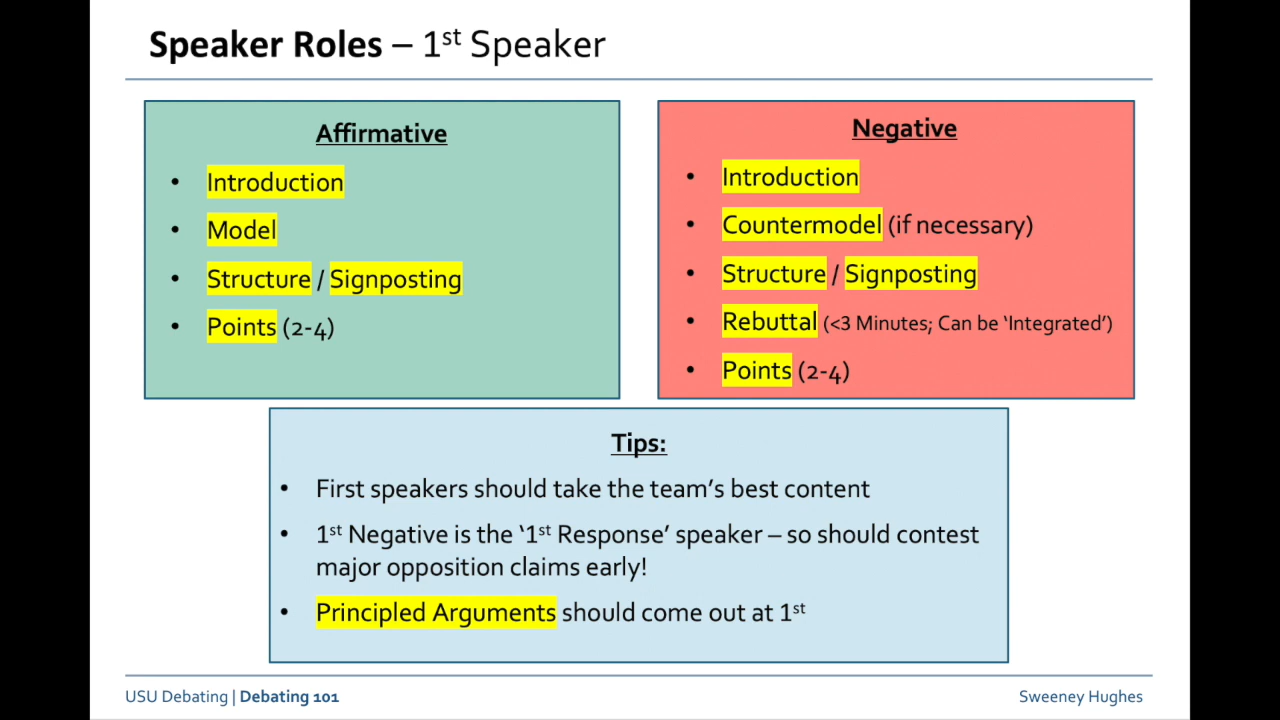 Speaker Roles – 1st Speaker
Affirmative
• Introduction
• Model
• Structure / Signposting
• Points (2-4)
Negative
• Introduction
• Countermodel (if necessary)
• Structure / Signposting
• Rebuttal (<3 Minutes; Can be ‘Integrated’)
• Points (2-4)
Tips:
• First speakers should take the team’s best content
• 1st Negative is the ‘1st Response’ speaker – so should contest
major opposition claims early!
• Principled Arguments should come out at 1st
USU Debating | Debating 101
Sweeney Hughes